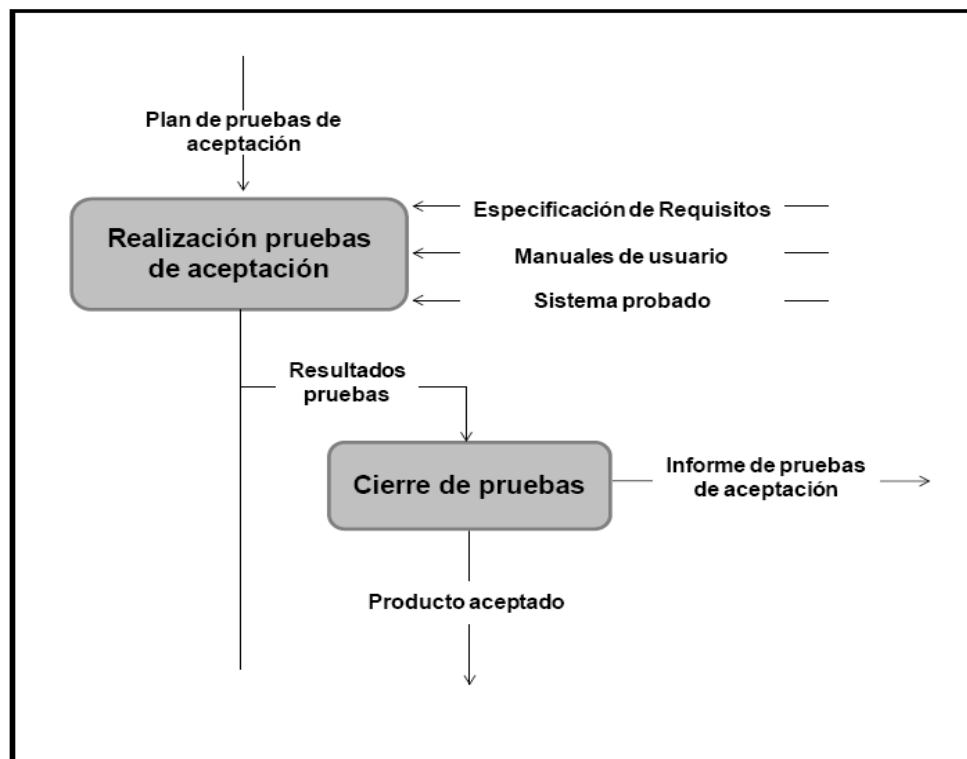 Plan de pruebas de
aceptación
Realización pruebas
de aceptación
Especificación de Requisitos
Manuales de usuario
Sistema probado
Resultados
pruebas
Cierre de pruebas
Informe de pruebas
de aceptación
Producto aceptado